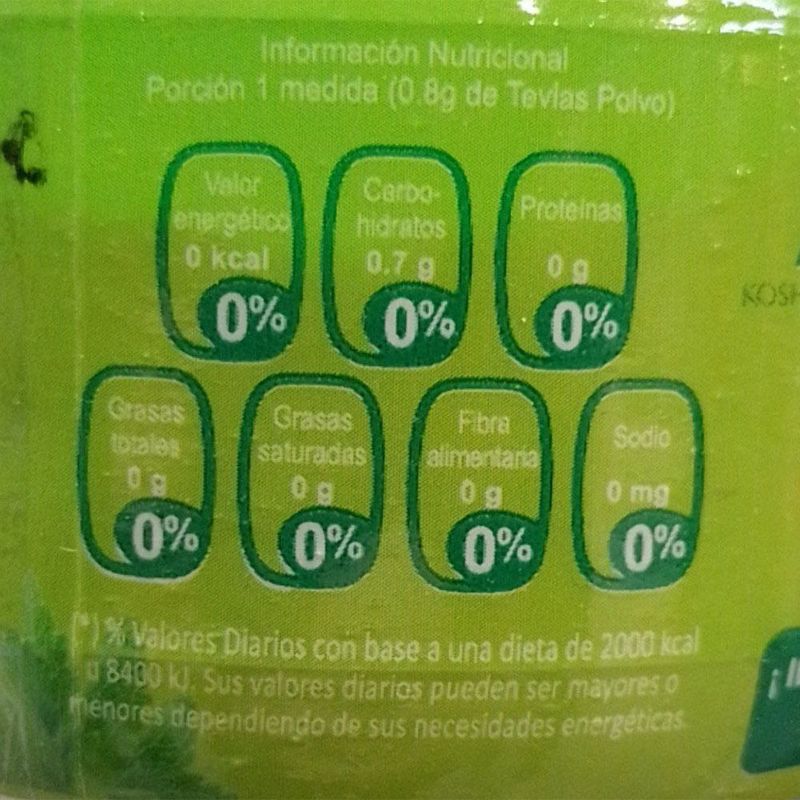 Información Nutricional
Porción 1 medida (0.8g de Tevias Polvo)
Valor
energético
0 kcal
0%
Carbo-
hidratos
0.7 g
0%
Proteínas
0 g
0%
KOSH
Grasas
totales
0 g
0%
Grasas
saturadas
0 g
0%
Fibra
alimentaria
0 g
0%
Sodio
0 mg
0%
(*) % Valores Diarios con base a una dieta de 2000 kcal
u 8400 kJ. Sus valores diarios pueden ser mayores o
menores dependiendo de sus necesidades energéticas.